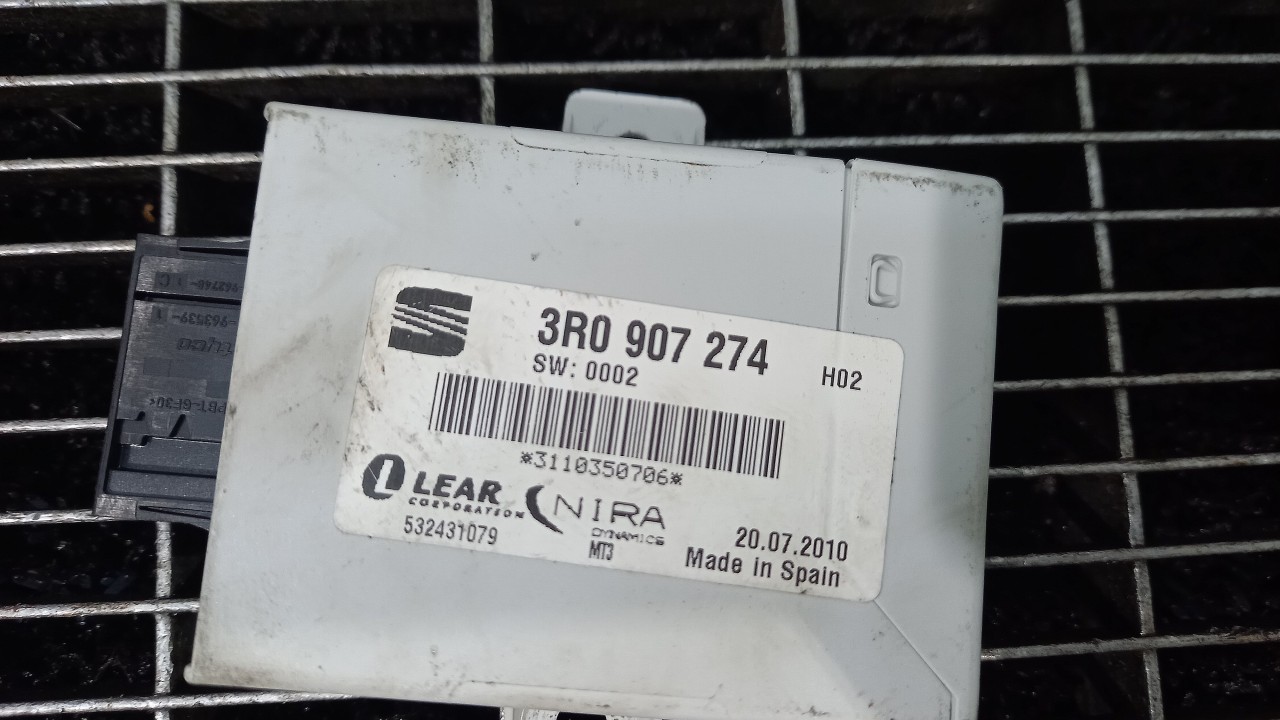 3R0 907 274
SW: 0002
H02
*3110350706*
LEAR
CORPORATION
NIRA
DYNAMICS
532431079
MT3
20.07.2010
Made in Spain